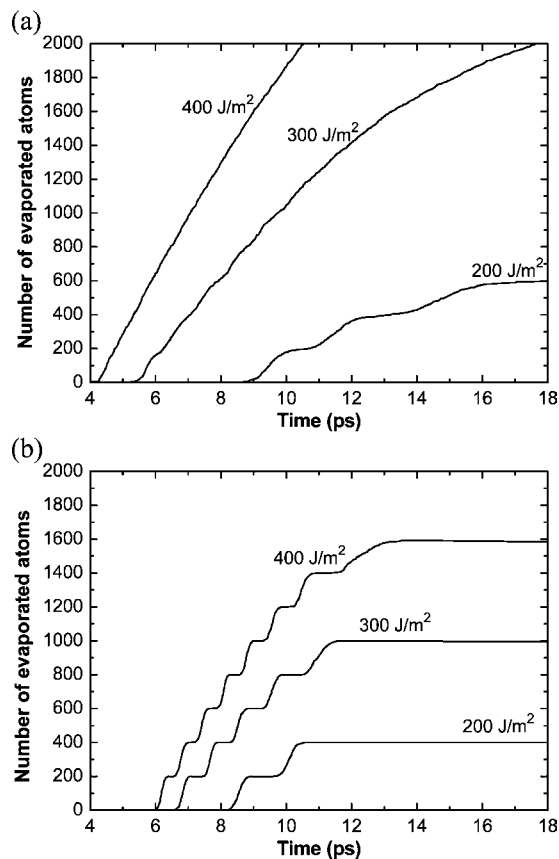 (a)
2000
1800
1600
1400
1200
1000
800
600
400
200
0
Number of evaporated atoms
400 J/m²
300 J/m²
200 J/m²
4 6 8 10 12 14 16 18
Time (ps)
(b)
2000
1800
1600
1400
1200
1000
800
600
400
200
0
Number of evaporated atoms
400 J/m²
300 J/m²
200 J/m²
4 6 8 10 12 14 16 18
Time (ps)